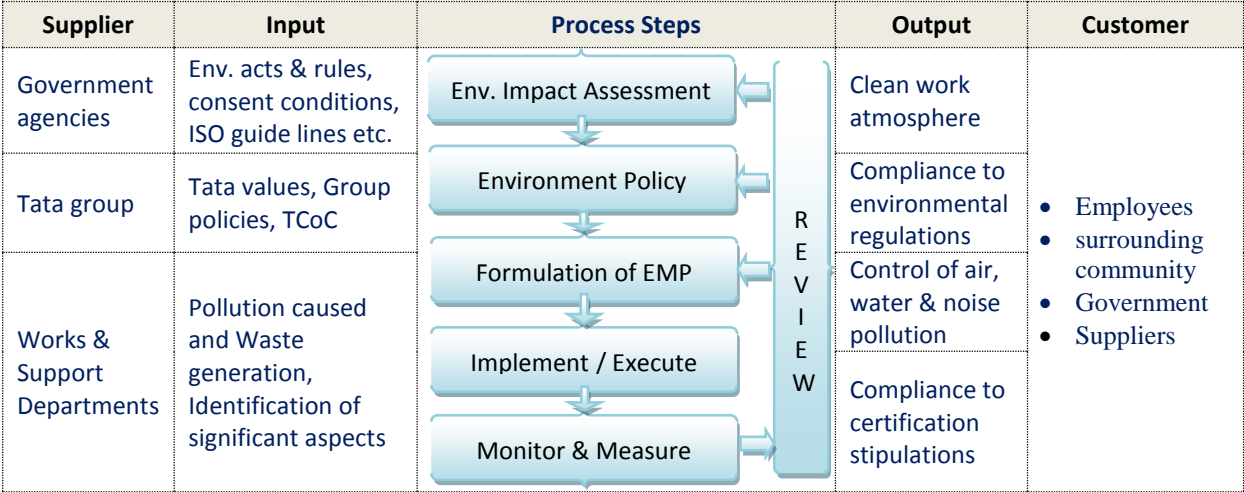 Supplier
Input
Process Steps
Output
Customer
Government
agencies
Env. acts & rules,
consent conditions,
ISO guide lines etc.
Env. Impact Assessment
Clean work
atmosphere
Tata group
Tata values, Group
policies, TCoC
Environment Policy
Compliance to
environmental
regulations
Works &
Support
Departments
Pollution caused
and Waste
generation,
Identification of
significant aspects
Formulation of EMP
Implement / Execute
Monitor & Measure
R
E
V
I
E
W
Control of air,
water & noise
pollution
Compliance to
certification
stipulations
• Employees
• surrounding
community
• Government
• Suppliers